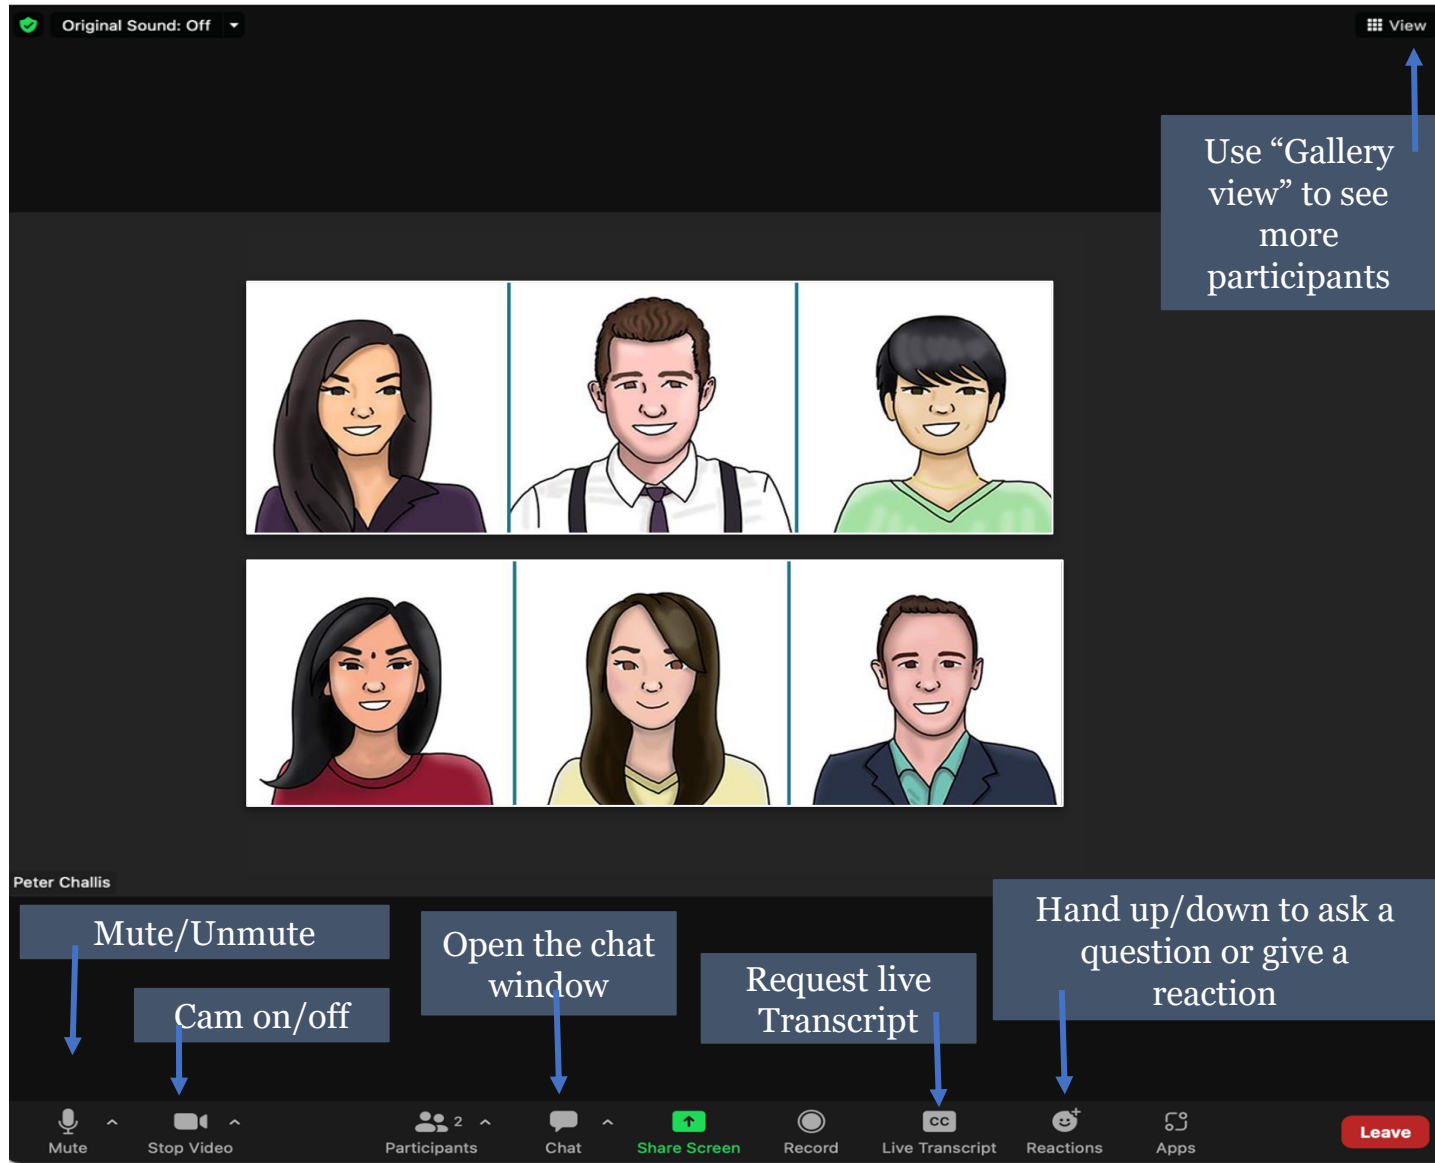 Original Sound: Off
View
Use “Gallery
view” to see
more
participants
Peter Challis
Mute/Unmute
Cam on/off
Open the chat
window
Request live
Transcript
Hand up/down to ask a
question or give a
reaction
Mute
Stop Video
2
Participants
Chat
Share Screen
Record
CC
Live Transcript
Reactions
Apps
Leave